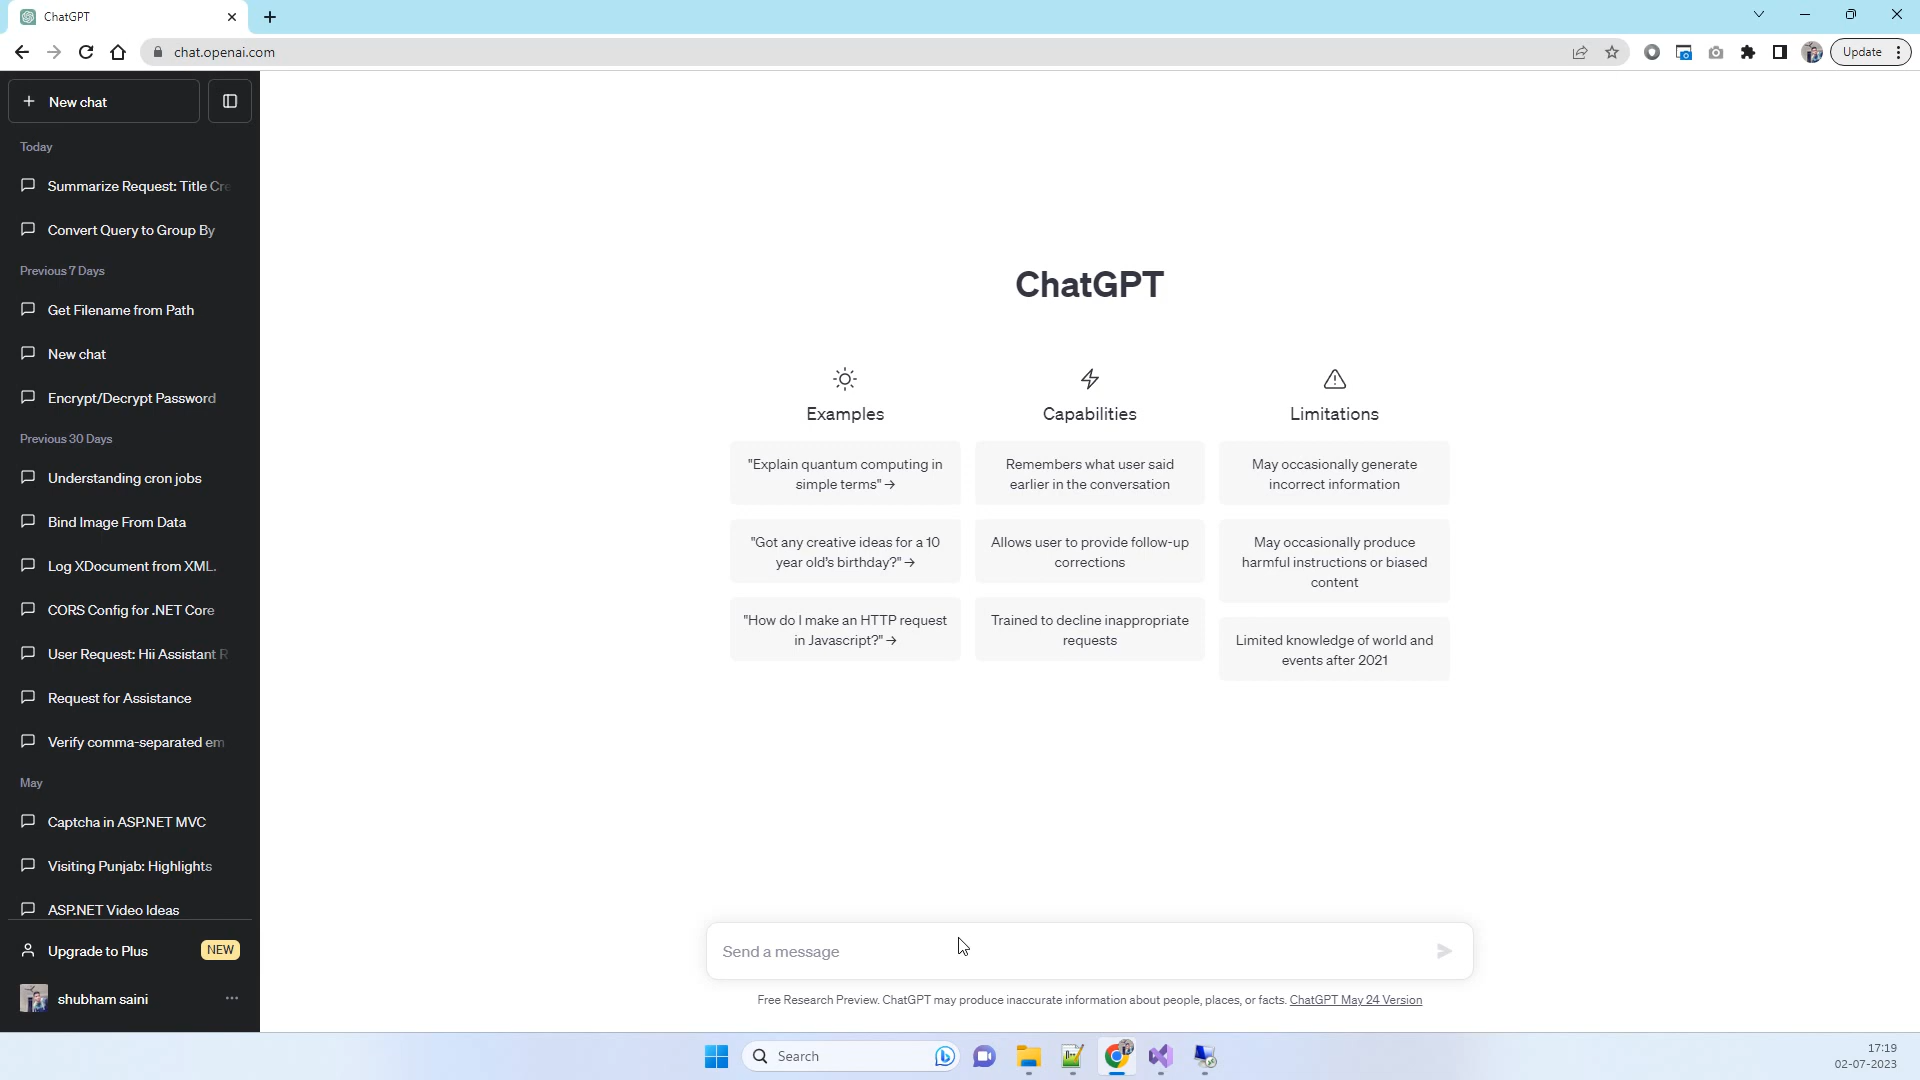 ChatGPT
chat.openai.com
Update
New chat
Today
Summarize Request: Title Cre
Convert Query to Group By
Previous 7 Days
Get Filename from Path
New chat
Encrypt/Decrypt Password
Previous 30 Days
Understanding cron jobs
Bind Image From Data
Log XDocument from XML.
CORS Config for .NET Core
User Request: Hii Assistant R
Request for Assistance
Verify comma-separated em
May
Captcha in ASP.NET MVC
Visiting Punjab: Highlights
ASP.NET Video Ideas
Upgrade to Plus NEW
shubham saini
ChatGPT
Examples
"Explain quantum computing in
simple terms" →
"Got any creative ideas for a 10
year old's birthday?" →
"How do I make an HTTP request
in Javascript?" →
Capabilities
Remembers what user said
earlier in the conversation
Allows user to provide follow-up
corrections
Trained to decline inappropriate
requests
Limitations
May occasionally generate
incorrect information
May occasionally produce
harmful instructions or biased
content
Limited knowledge of world and
events after 2021
Send a message
Free Research Preview. ChatGPT may produce inaccurate information about people, places, or facts. ChatGPT May 24 Version
Search
17:19
02-07-2023